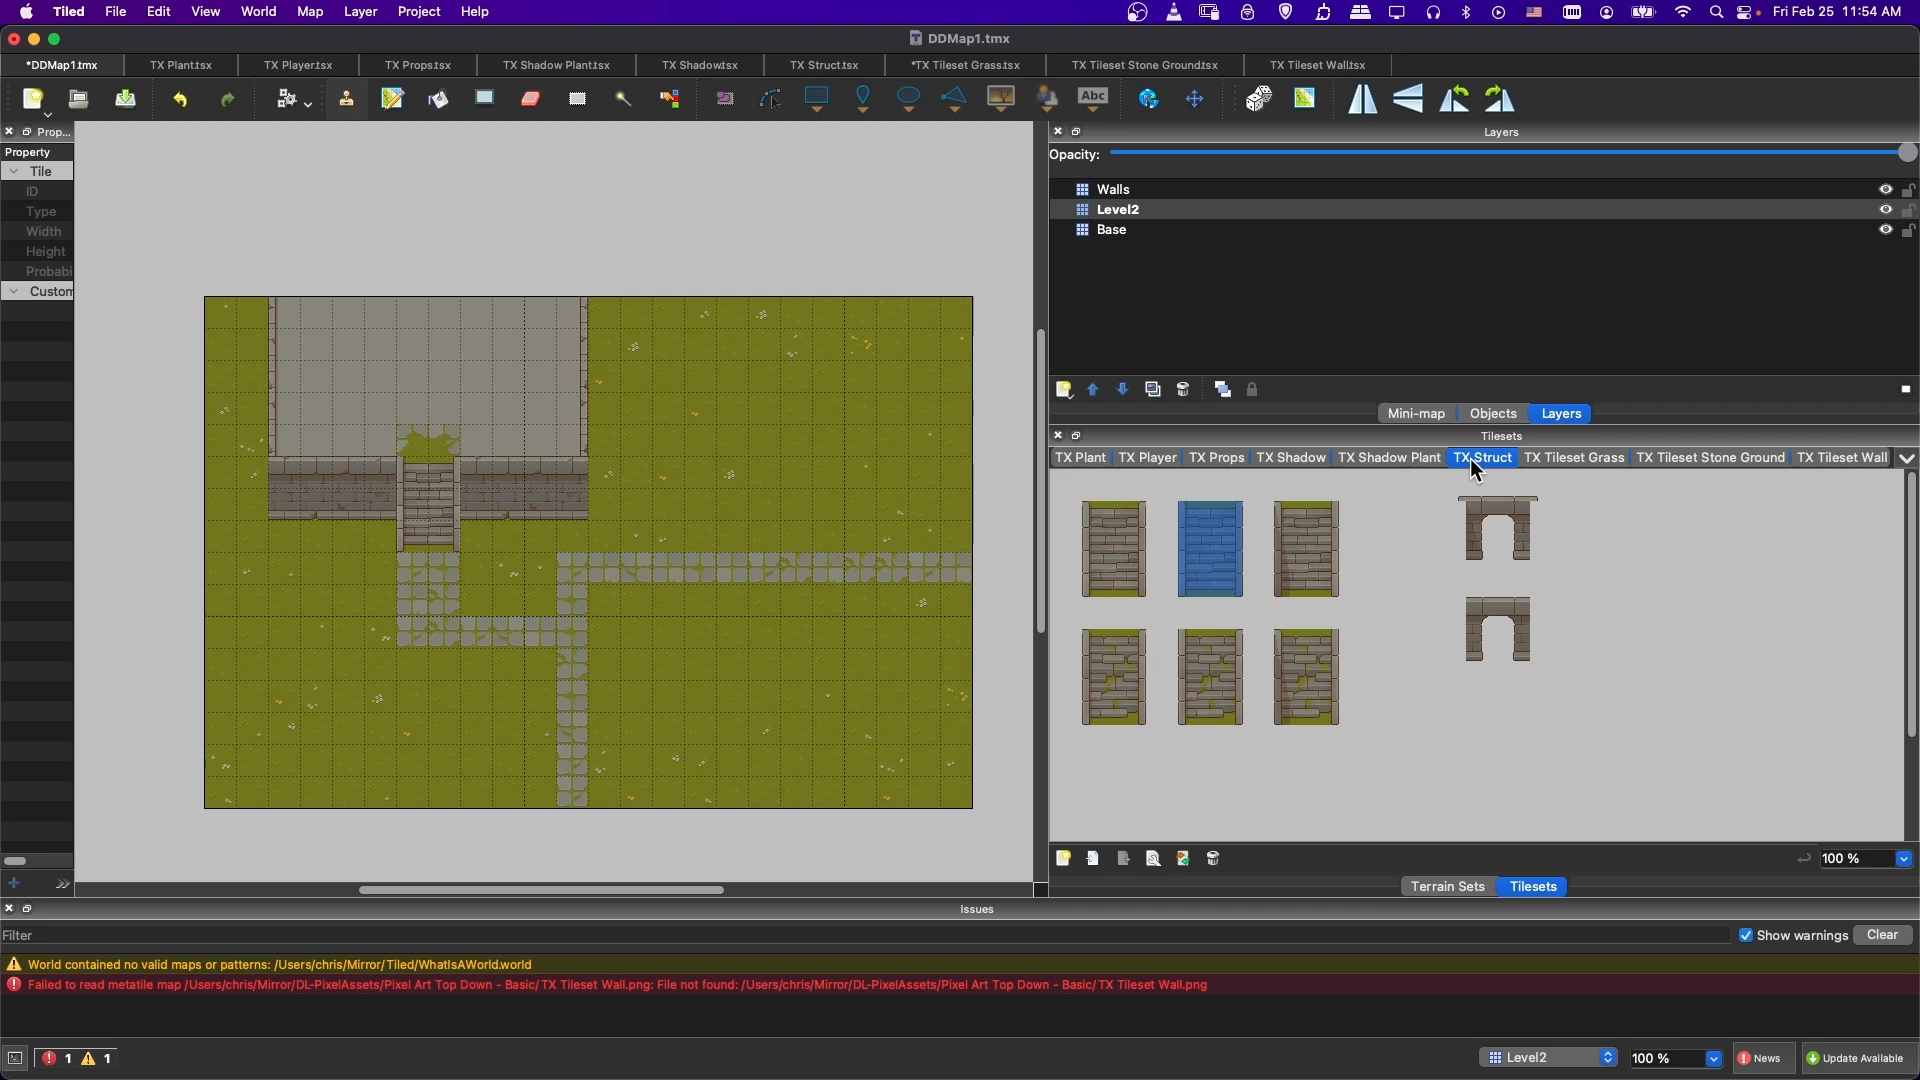 Tiled File Edit View World Map Layer Project Help Fri Feb 25 11:54 AM
DDMap1.tmx
*DDMap1.tmx TX Plant.tsx TX Player.tsx TX Props.tsx TX Shadow Plant.tsx TX Shadow.tsx TX Struct.tsx *TX Tileset Grass.tsx TX Tileset Stone Ground.tsx TX Tileset Wall.tsx
Abc
Prop...
Property
Tile
ID
Type
Width
Height
Probabi
Custom
Layers
Opacity:
Walls
Level2
Base
Mini-map Objects Layers
Tilesets
TX Plant TX Player TX Props TX Shadow TX Shadow Plant TX Struct TX Tileset Grass TX Tileset Stone Ground TX Tileset Wall
100 %
Terrain Sets Tilesets
Issues
Filter Show warnings Clear
World contained no valid maps or patterns: /Users/chris/Mirror/Tiled/WhatIsAWorld.world
Failed to read metatile map /Users/chris/Mirror/DL-PixelAssets/Pixel Art Top Down - Basic/TX Tileset Wall.png: File not found: /Users/chris/Mirror/DL-PixelAssets/Pixel Art Top Down - Basic/TX Tileset Wall.png
1 1 Level2 100 % News Update Available